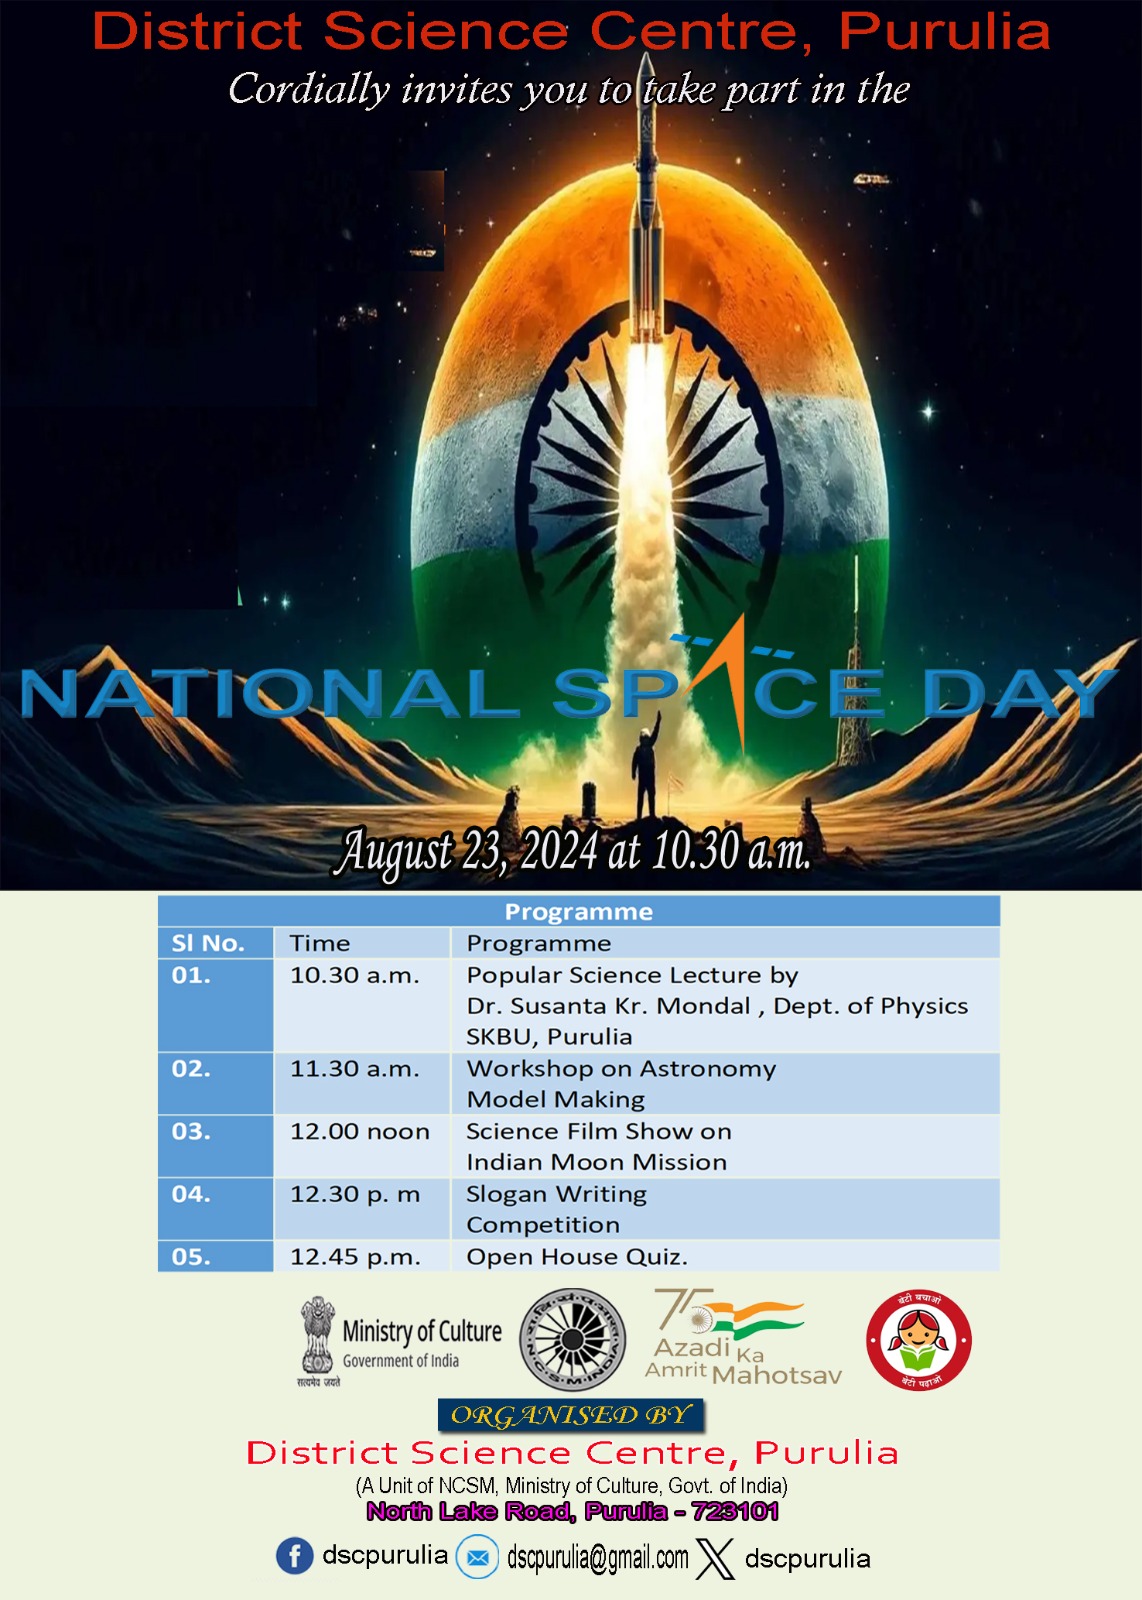 District Science Centre, Purulia
Cordially invites you to take part in the
NATIONAL SPACE DAY
August 23, 2024 at 10.30 a.m.
Programme
Sl No. Time Programme
01. 10.30 a.m. Popular Science Lecture by
Dr. Susanta Kr. Mondal , Dept. of Physics
SKBU, Purulia
02. 11.30 a.m. Workshop on Astronomy
Model Making
03. 12.00 noon Science Film Show on
Indian Moon Mission
04. 12.30 p. m Slogan Writing
Competition
05. 12.45 p.m. Open House Quiz.
Ministry of Culture
Government of India
सत्यमेव जयते
N.C.S.M.INDIA
75
Azadi Ka
Amrit Mahotsav
बेटी बचाओ
बेटी पढ़ाओ
ORGANISED BY
District Science Centre, Purulia
(A Unit of NCSM, Ministry of Culture, Govt. of India)
North Lake Road, Purulia - 723101
dscpurulia dscpurulia@gmail.com dscpurulia